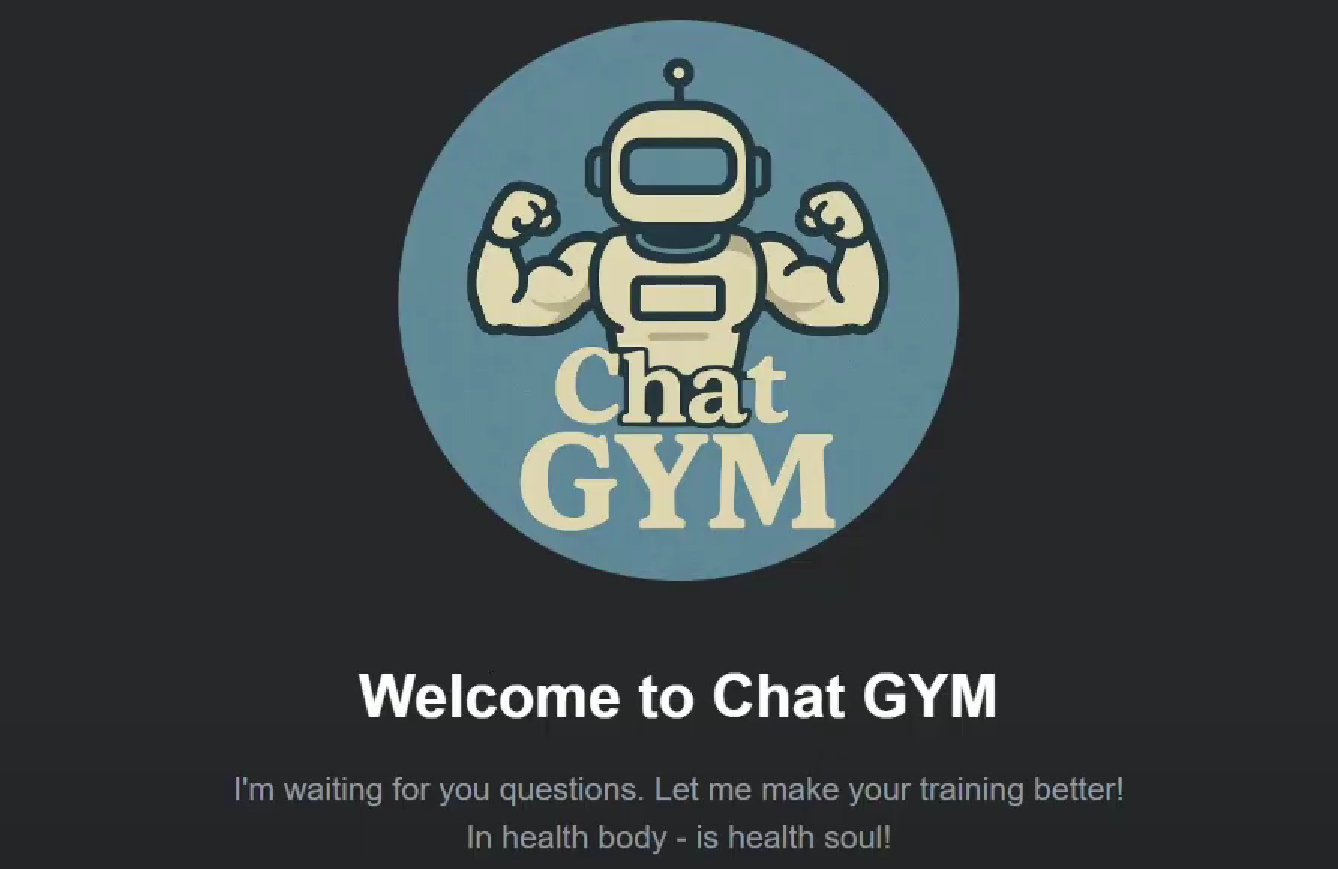 Chat
GYM
Welcome to Chat GYM
I'm waiting for you questions. Let me make your training better!
In health body - is health soul!